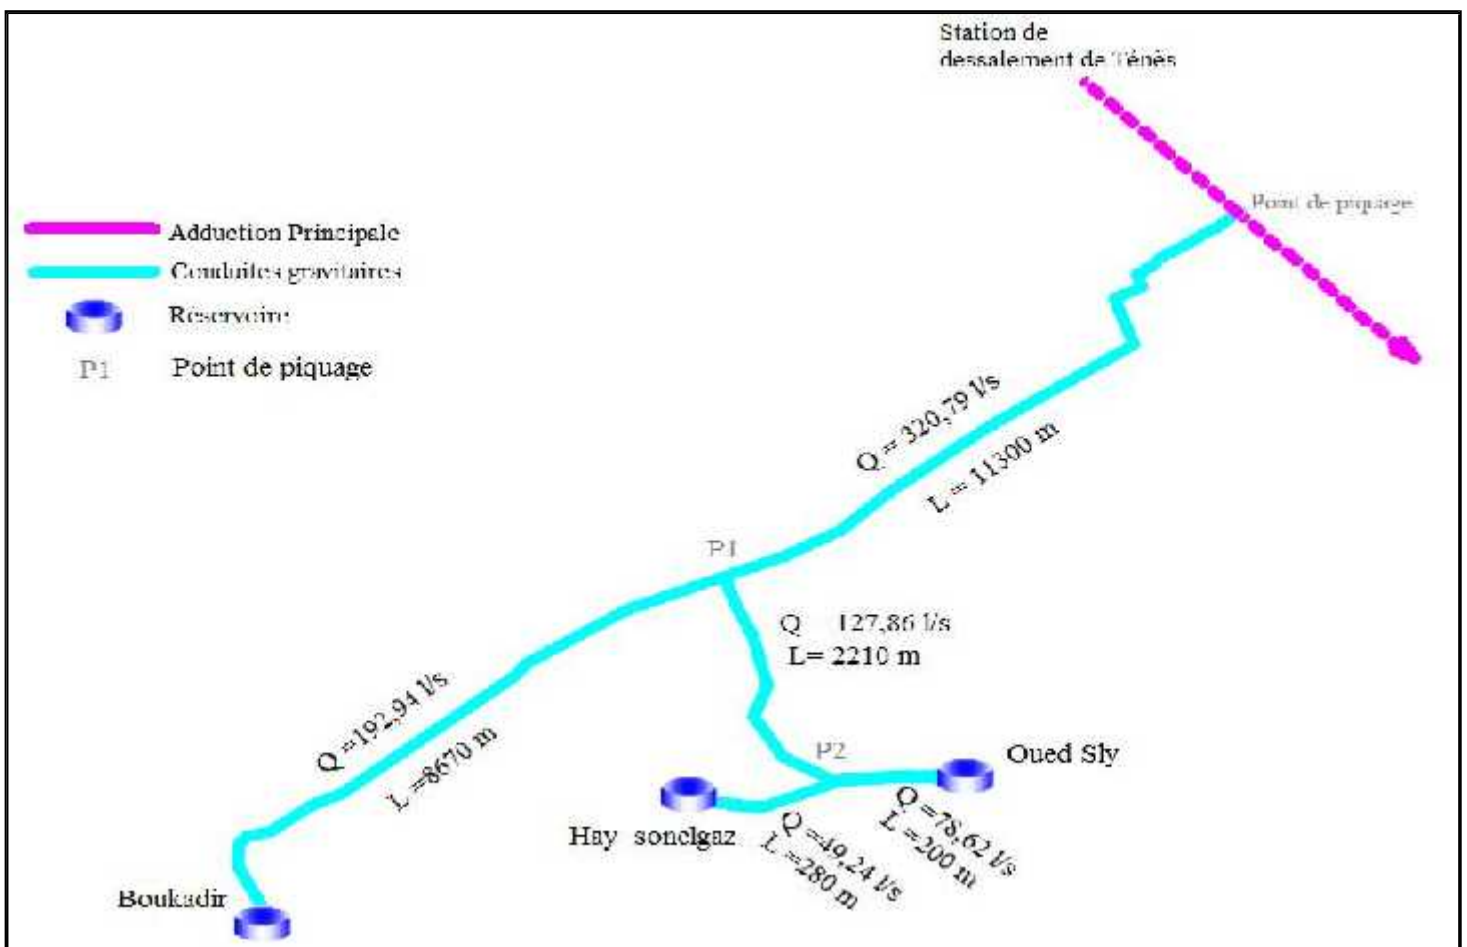 Station de
dessalement de Ténès
Point de piquage
Adduction Principale
Conduites gravitaires
Réservoire
P1
Point de piquage
Q = 320,79 l/s
L = 11300 m
P1
Q 127,86 l/s
L= 2210 m
Q =192,94 l/s
L =8670 m
P2
Oued Sly
Q =78,62 l/s
L =200 m
Hay sonelgaz
Q =49,24 l/s
L =280 m
Boukadir